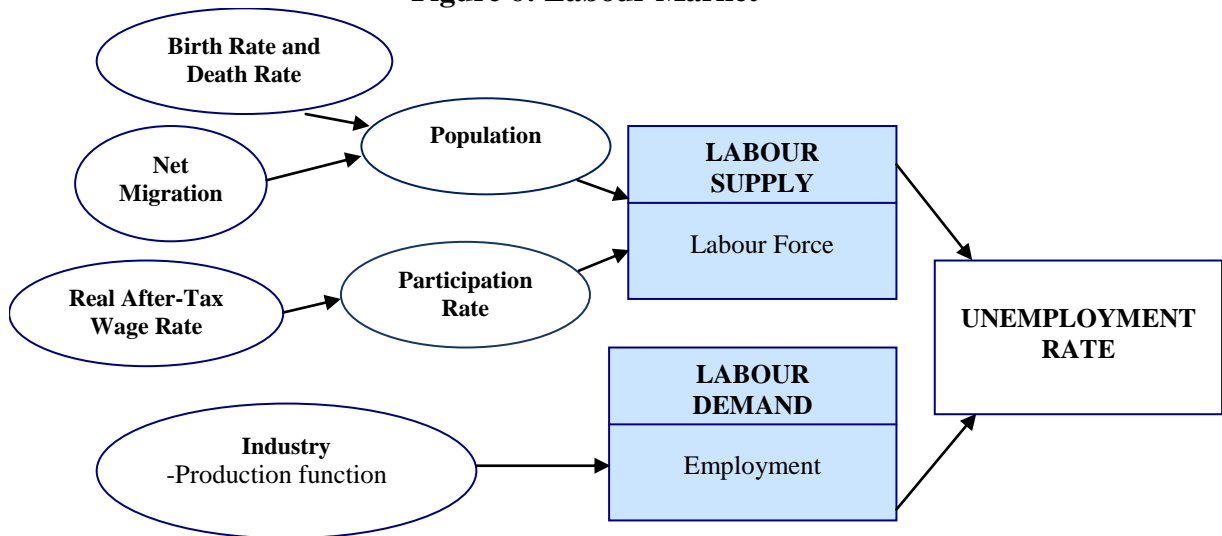 Birth Rate and
Death Rate
Population
Net
Migration
LABOUR
SUPPLY
Labour Force
Real After-Tax
Wage Rate
Participation
Rate
UNEMPLOYMENT
RATE
LABOUR
DEMAND
Employment
Industry
-Production function